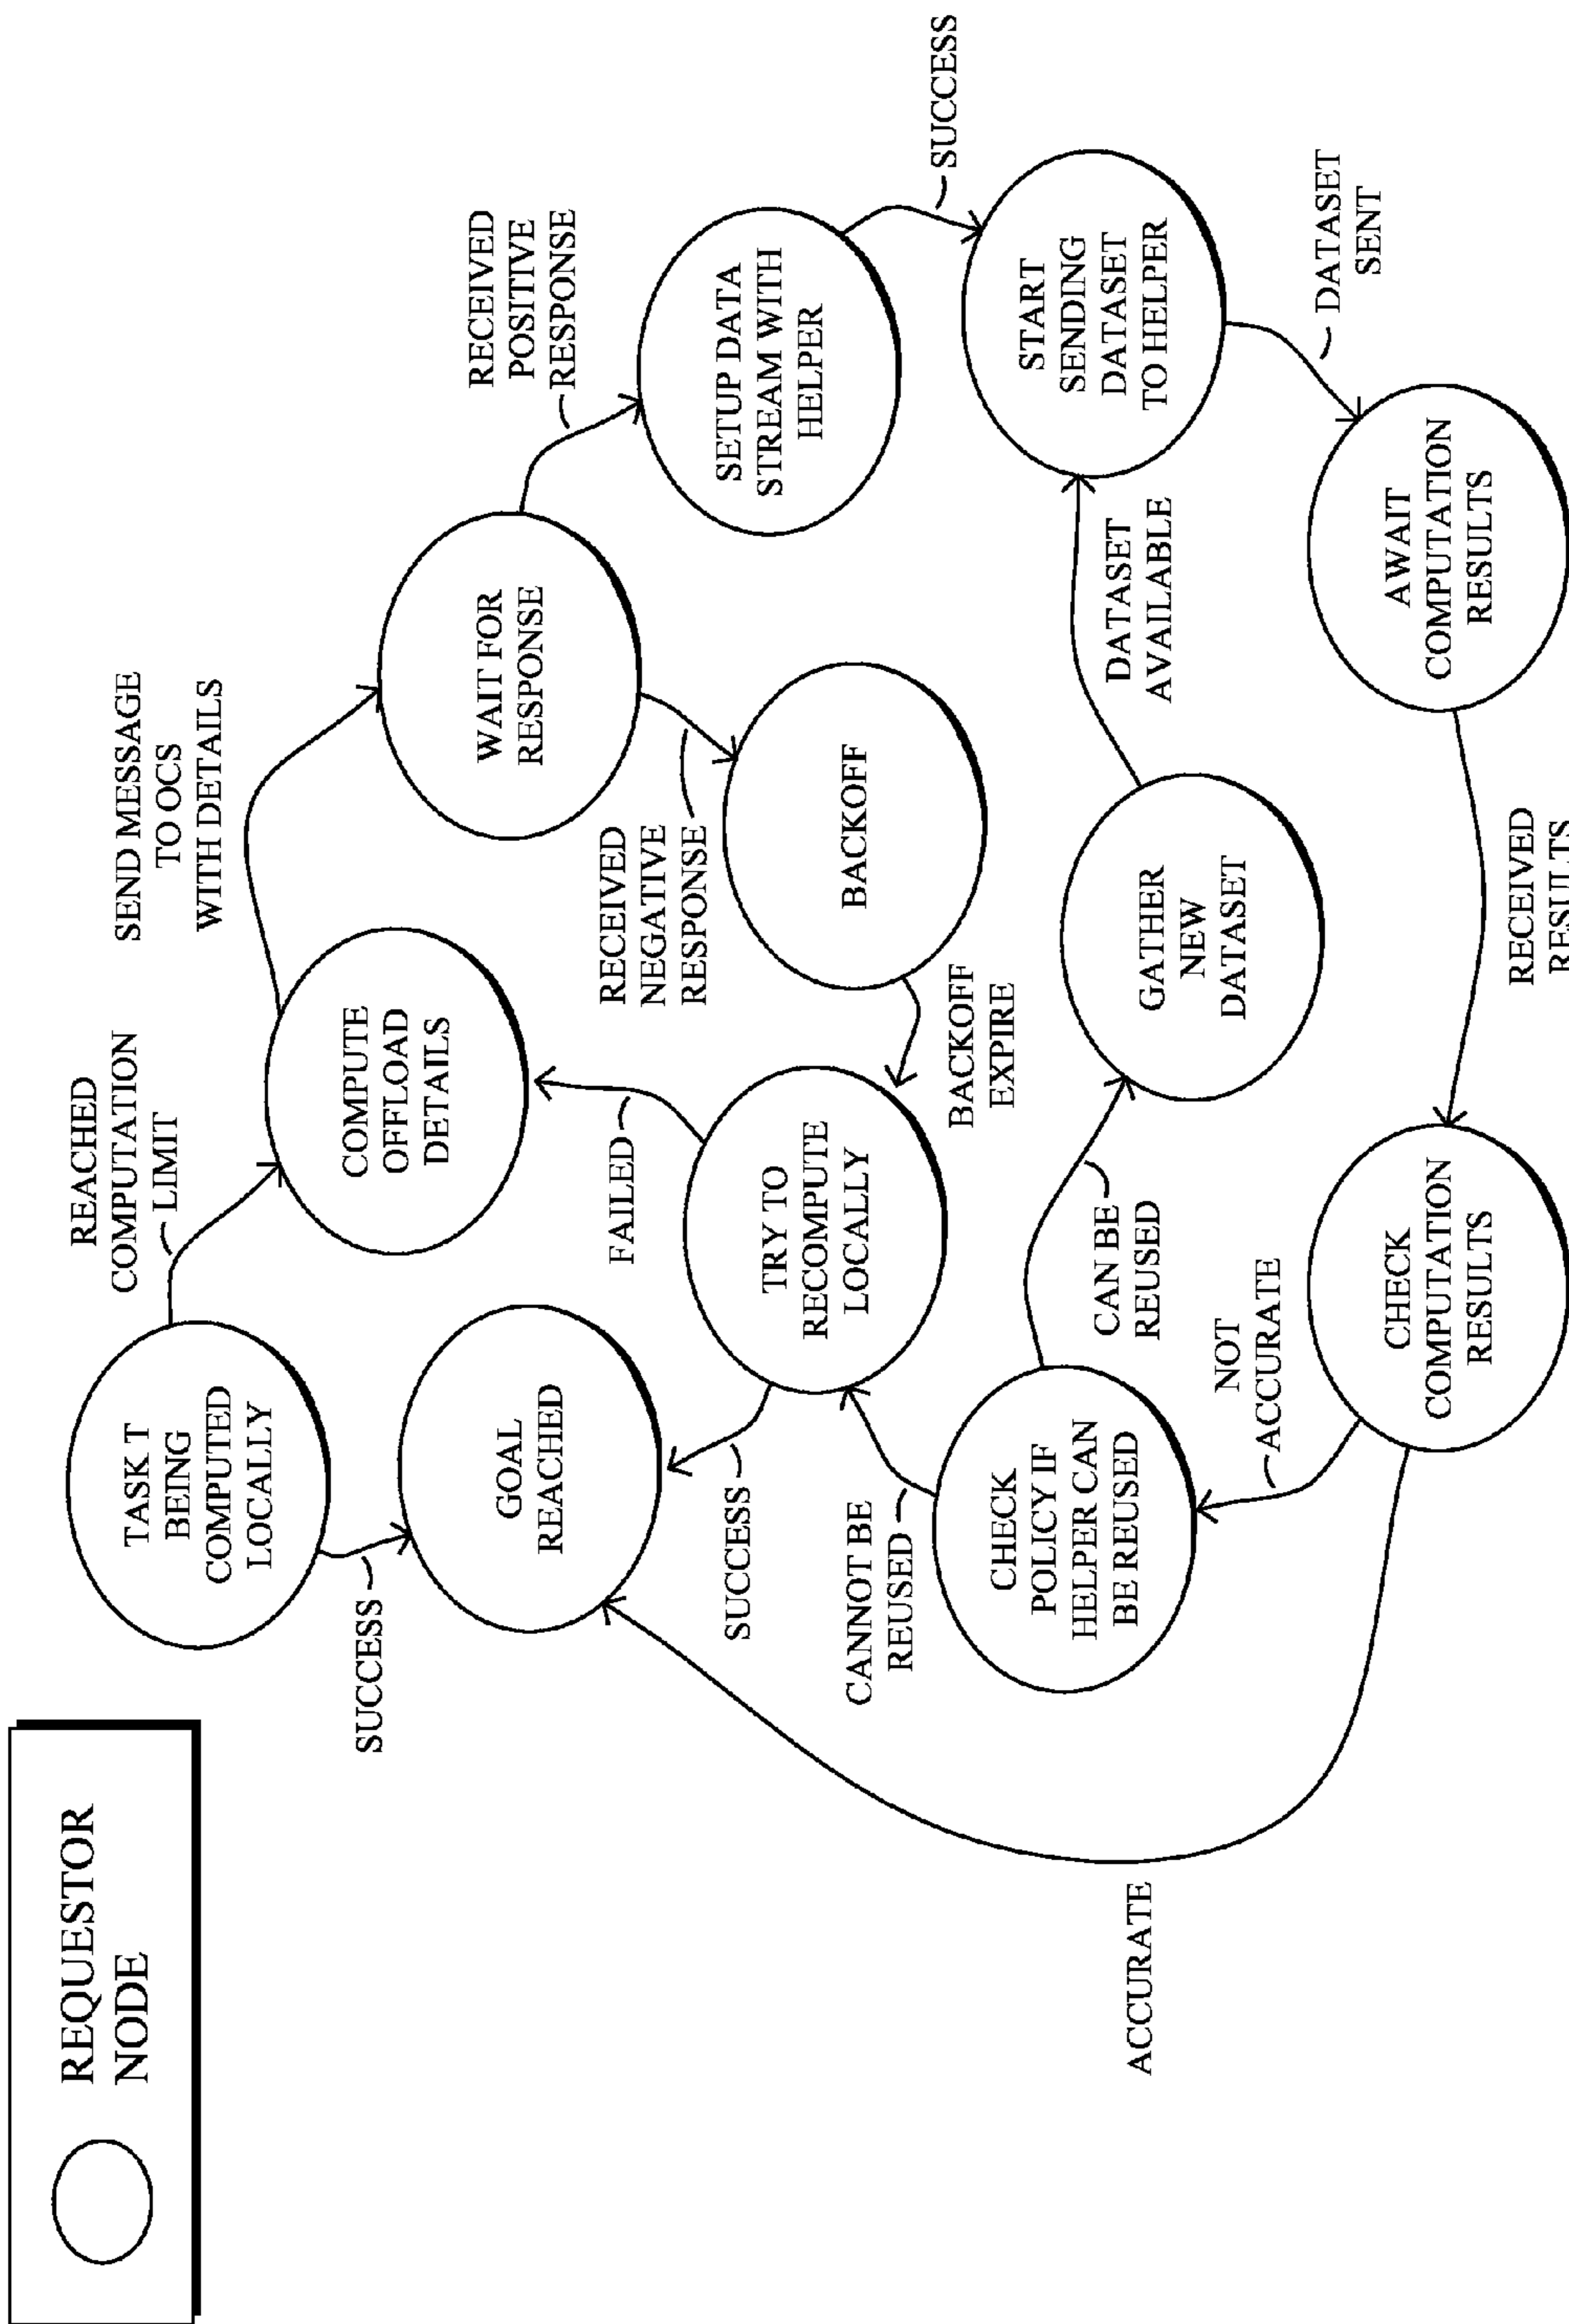 REQUESTOR
NODE
TASK T
BEING
COMPUTED
LOCALLY
REACHED
COMPUTATION
LIMIT
SUCCESS
GOAL
REACHED
COMPUTE
OFFLOAD
DETAILS
SEND MESSAGE
TO OCS
WITH DETAILS
WAIT FOR
RESPONSE
RECEIVED
POSITIVE
RESPONSE
SETUP DATA
STREAM WITH
HELPER
SUCCESS
RECEIVED
NEGATIVE
RESPONSE
BACKOFF
BACKOFF
EXPIRE
FAILED
TRY TO
RECOMPUTE
LOCALLY
SUCCESS
CANNOT BE
REUSED
CHECK
POLICY IF
HELPER CAN
BE REUSED
CAN BE
REUSED
GATHER
NEW
DATASET
DATASET
AVAILABLE
START
SENDING
DATASET
TO HELPER
DATASET
SENT
AWAIT
COMPUTATION
RESULTS
RECEIVED
RESULTS
CHECK
COMPUTATION
RESULTS
NOT
ACCURATE
ACCURATE